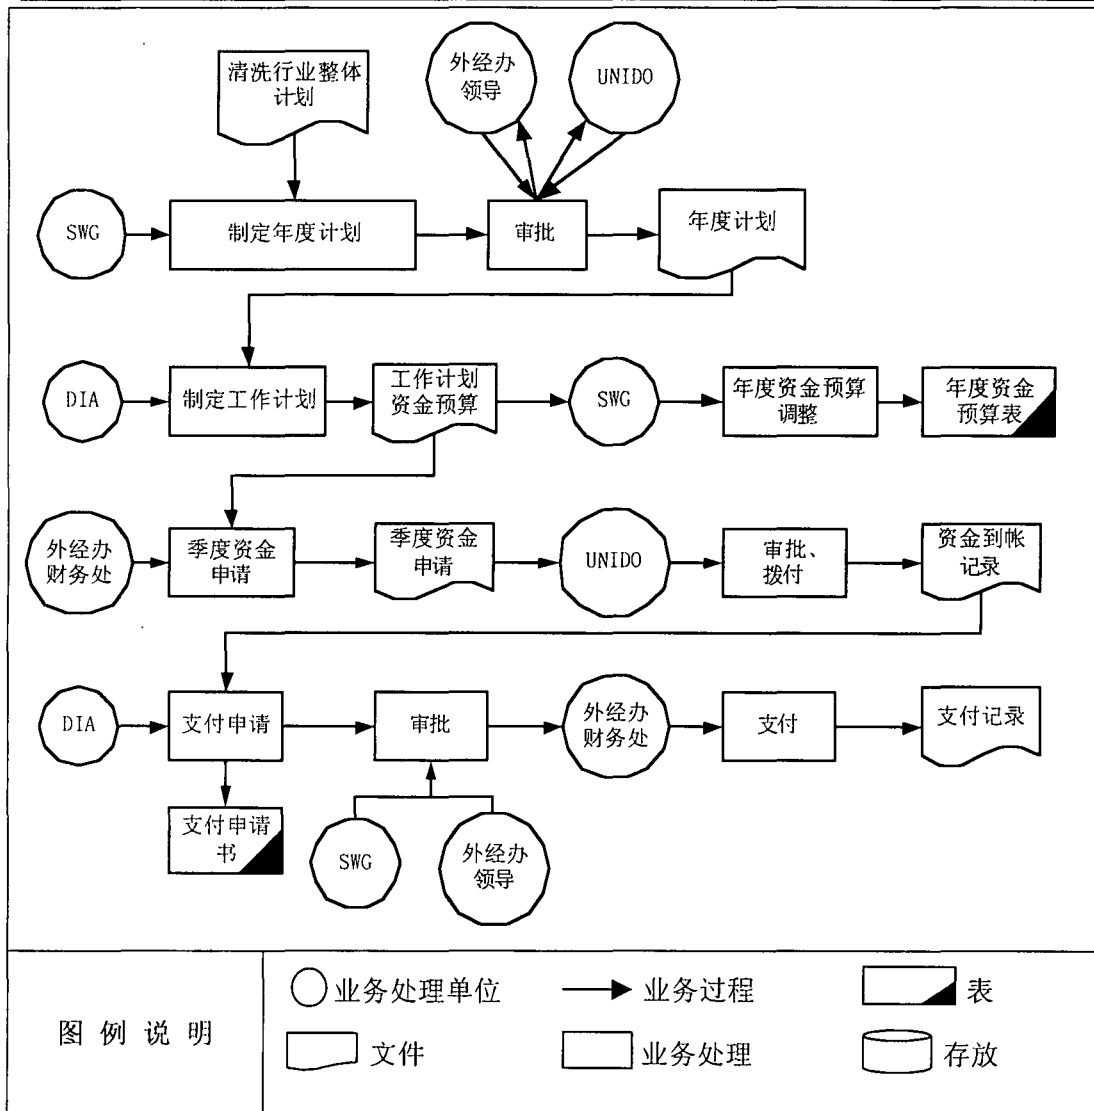 清洗行业整体
计划
外经办
领导
UNIDO
SWG
制定年度计划
审批
年度计划
DIA
制定工作计划
工作计划
资金预算
SWG
年度资金预算
调整
年度资金
预算表
外经办
财务处
季度资金
申请
季度资金
申请
UNIDO
审批、
拨付
资金到帐
记录
DIA
支付申请
审批
外经办
财务处
支付
支付记录
支付申请
书
SWG
外经办
领导
图例说明
业务处理单位
业务过程
表
文件
业务处理
存放